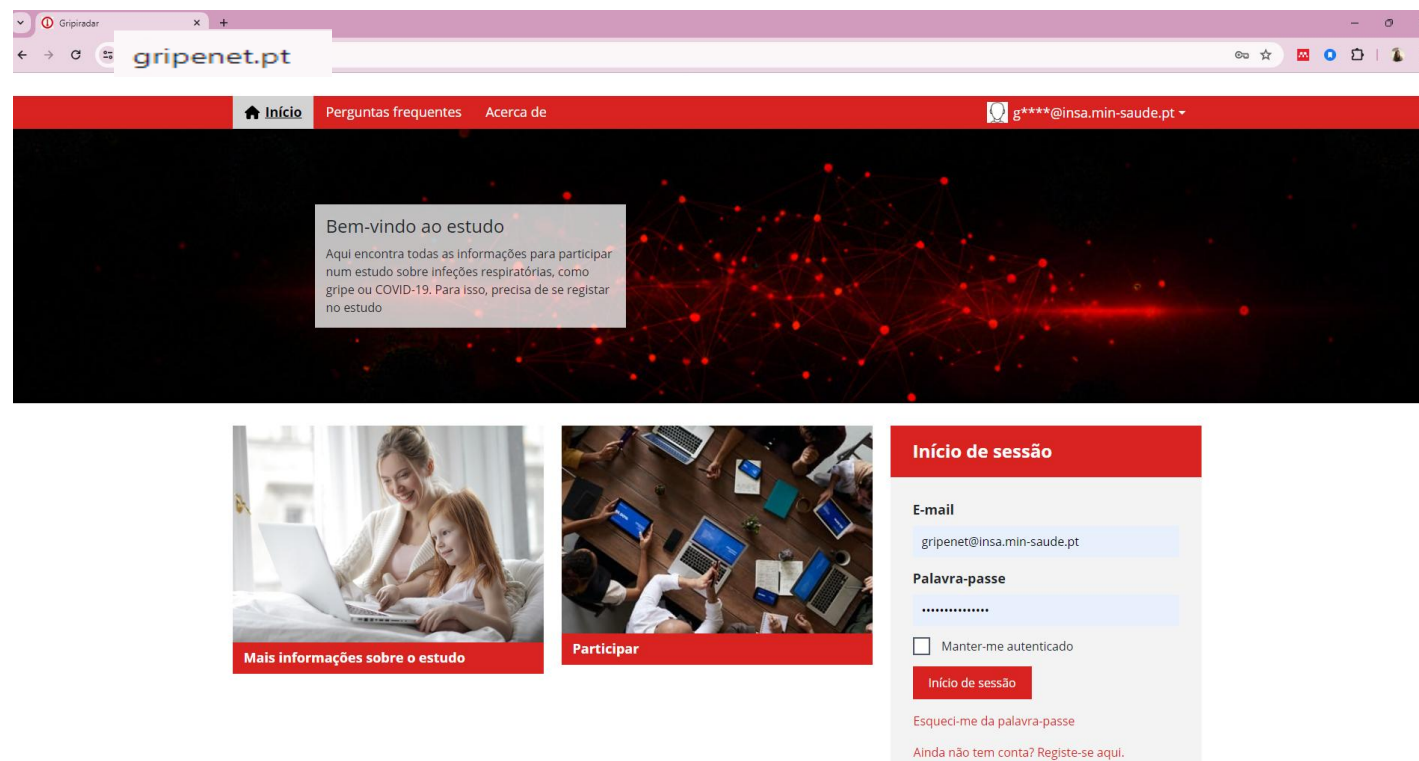 Gripiradar
gripenet.pt
Início Perguntas frequentes Acerca de g****@insa.min-saude.pt
Bem-vindo ao estudo
Aqui encontra todas as informações para participar
num estudo sobre infeções respiratórias, como
gripe ou COVID-19. Para isso, precisa de se registar
no estudo
Mais informações sobre o estudo
Participar
Início de sessão
E-mail
gripenet@insa.min-saude.pt
Palavra-passe
•••••••••••••••
Manter-me autenticado
Início de sessão
Esqueci-me da palavra-passe
Ainda não tem conta? Registe-se aqui.